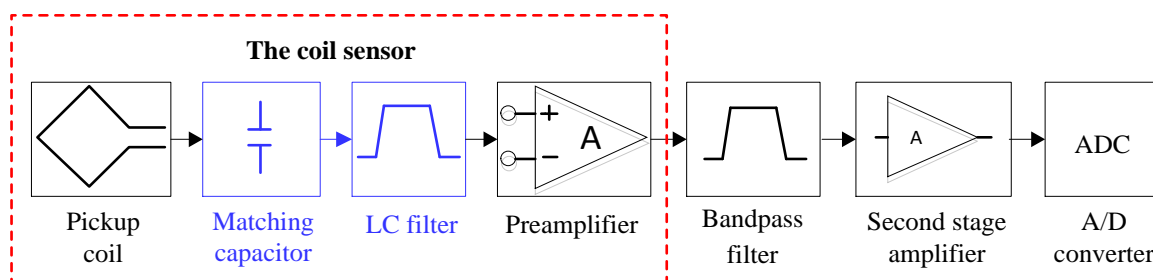 The coil sensor
+
−
A
A
ADC
Pickup
coil
Matching
capacitor
LC filter
Preamplifier
Bandpass
filter
Second stage
amplifier
A/D
converter